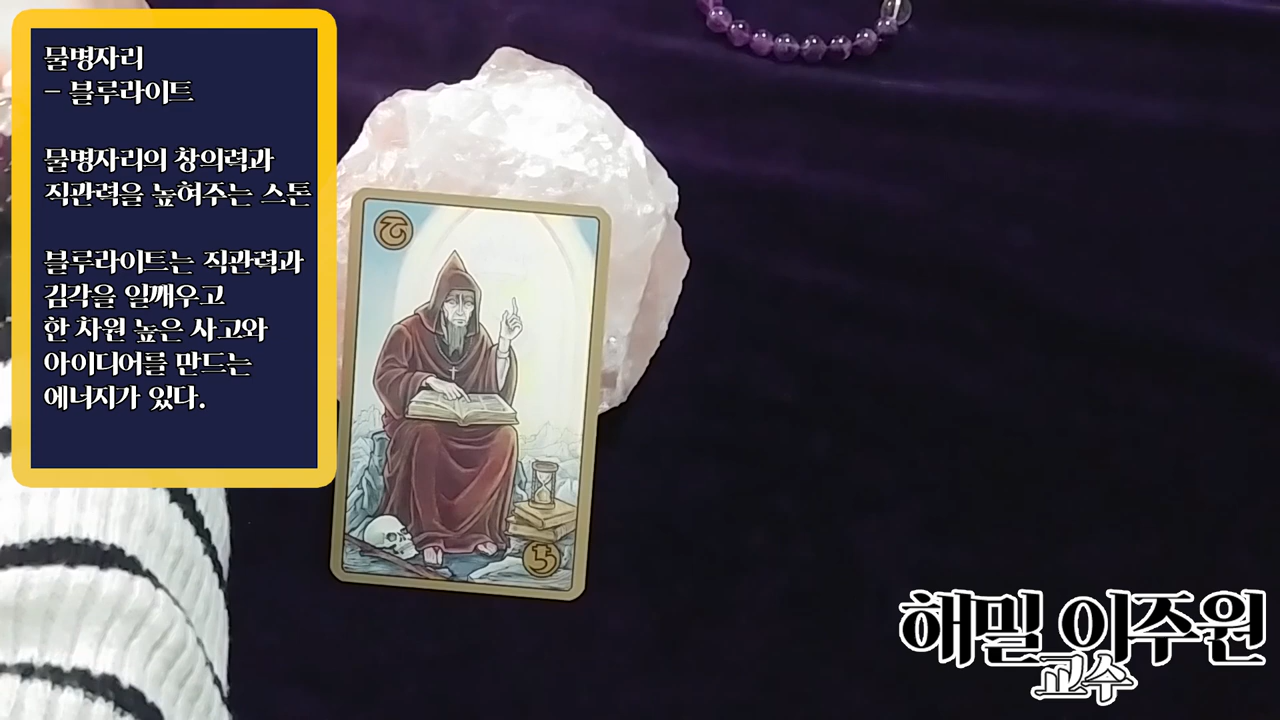 물병자리
- 블루라이트
물병자리의 창의력과
직관력을 높혀주는 스톤
블루라이트는 직관력과
김각을 일깨우고
한 차원 높은 사고와
아이디어를 만드는
에너지가 있다.
해밀 이주원
교수